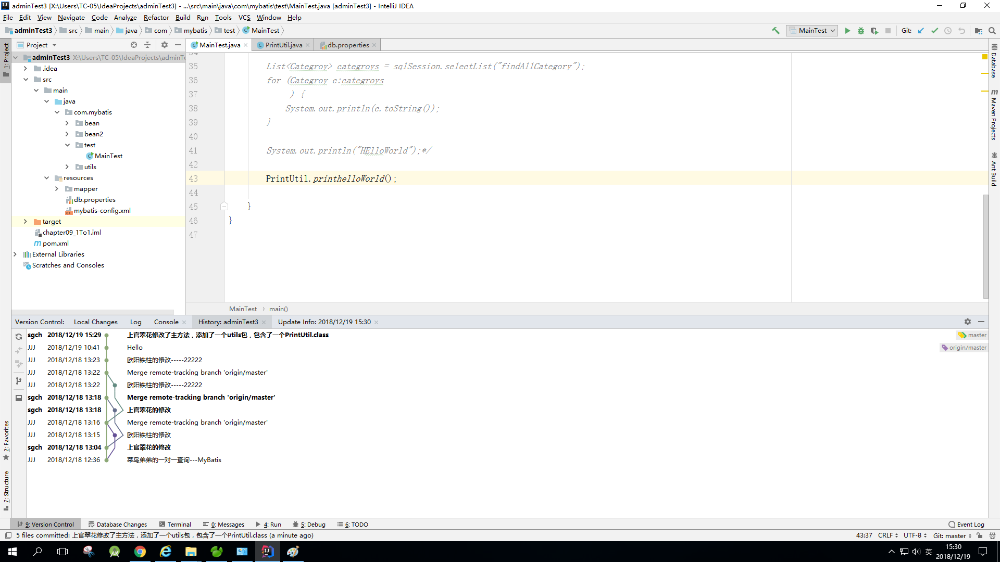 adminTest3 [X:\Users\TC-05\IdeaProjects\adminTest3] - ...\src\main\java\com\mybatis\test\MainTest.java [adminTest3] - IntelliJ IDEA
File Edit View Navigate Code Analyze Refactor Build Run Tools VCS Window Help
adminTest3 src main java com mybatis test MainTest MainTest Git:
1: Project
Project
MainTest.java PrintUtil.java db.properties
adminTest3 X:\Users\TC-05\IdeaProjects\adminT
.idea
src
main
java
com.mybatis
bean
bean2
test
MainTest
utils
resources
mapper
db.properties
mybatis-config.xml
target
chapter09_1To1.iml
pom.xml
External Libraries
Scratches and Consoles
34
35 List<Categroy> categroys = sqlSession.selectList("findAllCategory");
36 for (Categroy c:categroys
37 ) {
38 System.out.println(c.toString());
39 }
40
41 System.out.println("HElloWorld");*/
42
43 PrintUtil.printhelloWorld();
44
45 }
46 }
47
MainTest main()
Database
Maven Projects
Ant Build
Version Control: Local Changes Log Console History: adminTest3 Update Info: 2018/12/19 15:30
sgch 2018/12/19 15:29 上官翠花修改了主方法，添加了一个utils包，包含了一个PrintUtil.class master
JJJ 2018/12/19 10:41 Hello origin/master
JJJ 2018/12/18 13:23 欧阳铁柱的修改-----22222
JJJ 2018/12/18 13:22 Merge remote-tracking branch 'origin/master'
JJJ 2018/12/18 13:22 欧阳铁柱的修改-----22222
sgch 2018/12/18 13:18 Merge remote-tracking branch 'origin/master'
sgch 2018/12/18 13:18 上官翠花的修改
JJJ 2018/12/18 13:16 Merge remote-tracking branch 'origin/master'
JJJ 2018/12/18 13:15 欧阳铁柱的修改
sgch 2018/12/18 13:04 上官翠花的修改
JJJ 2018/12/18 12:36 菜鸟弟弟的一对一查询---MyBatis
2: Favorites
7: Structure
9: Version Control Database Changes Terminal 0: Messages 4: Run 5: Debug 6: TODO Event Log
5 files committed: 上官翠花修改了主方法，添加了一个utils包，包含了一个PrintUtil.class (a minute ago) 43:37 CRLF UTF-8 Git: master
英 15:30
2018/12/19